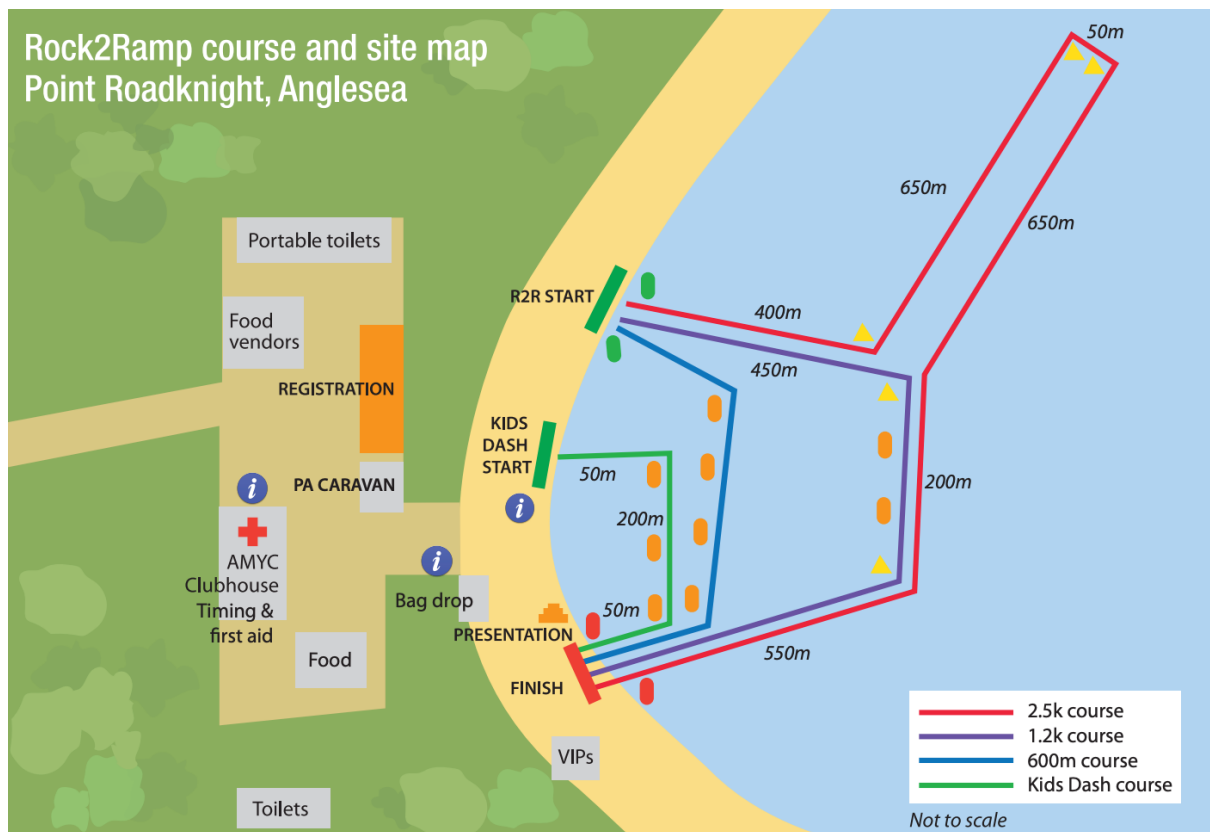 Rock2Ramp course and site map
Point Roadknight, Anglesea
50m
650m
650m
Portable toilets
R2R START
400m
Food
vendors
450m
REGISTRATION
KIDS
DASH
START
50m
PA CARAVAN
i
200m
i
200m
AMYC
Clubhouse
Timing &
first aid
i
Bag drop
50m
PRESENTATION
550m
Food
FINISH
VIPs
Toilets
2.5k course
1.2k course
600m course
Kids Dash course
Not to scale